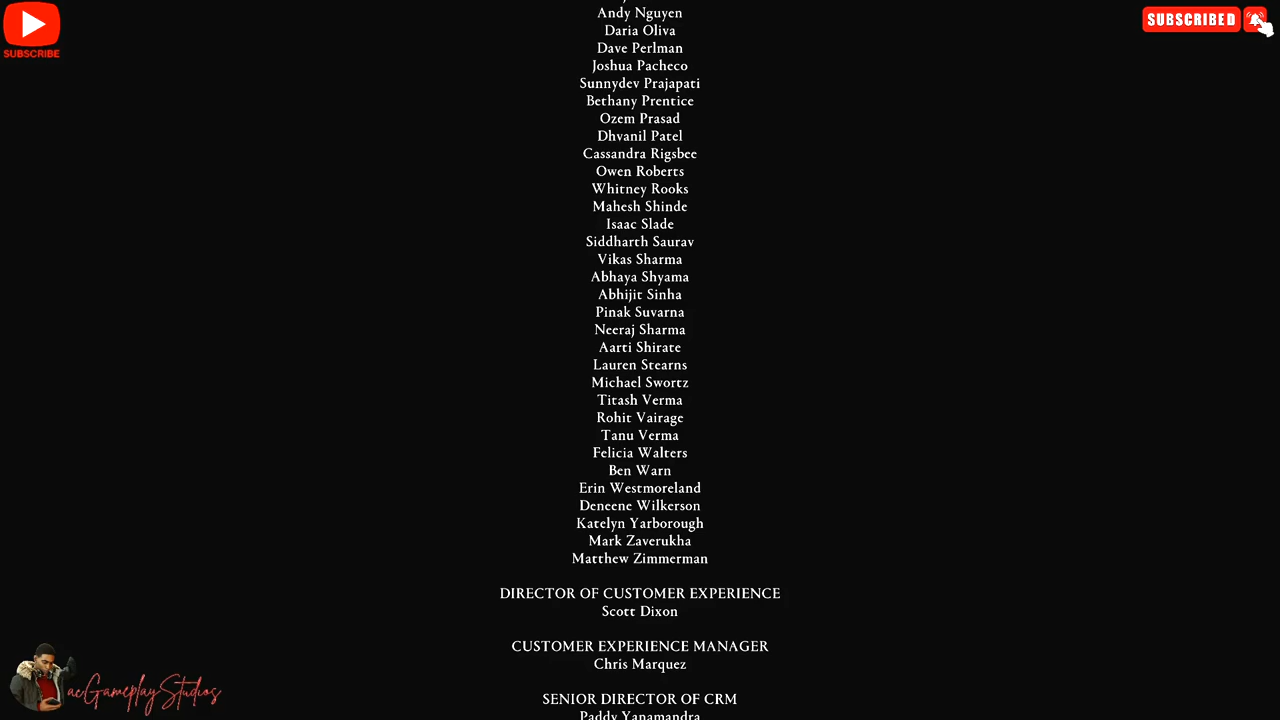 Andy Nguyen
Daria Oliva
Dave Perlman
Joshua Pacheco
Sunnydev Prajapati
Bethany Prentice
Ozem Prasad
Dhvanil Patel
Cassandra Rigsbee
Owen Roberts
Whitney Rooks
Mahesh Shinde
Isaac Slade
Siddharth Saurav
Vikas Sharma
Abhaya Shyama
Abhijit Sinha
Pinak Suvarna
Neeraj Sharma
Aarti Shirate
Lauren Stearns
Michael Swortz
Titash Verma
Rohit Vairage
Tanu Verma
Felicia Walters
Ben Warn
Erin Westmoreland
Deneene Wilkerson
Katelyn Yarborough
Mark Zaverukha
Matthew Zimmerman
DIRECTOR OF CUSTOMER EXPERIENCE
Scott Dixon
CUSTOMER EXPERIENCE MANAGER
Chris Marquez
SENIOR DIRECTOR OF CRM
Paddy Yanamandra
SUBSCRIBE
SUBSCRIBED
aeGameplayStudios